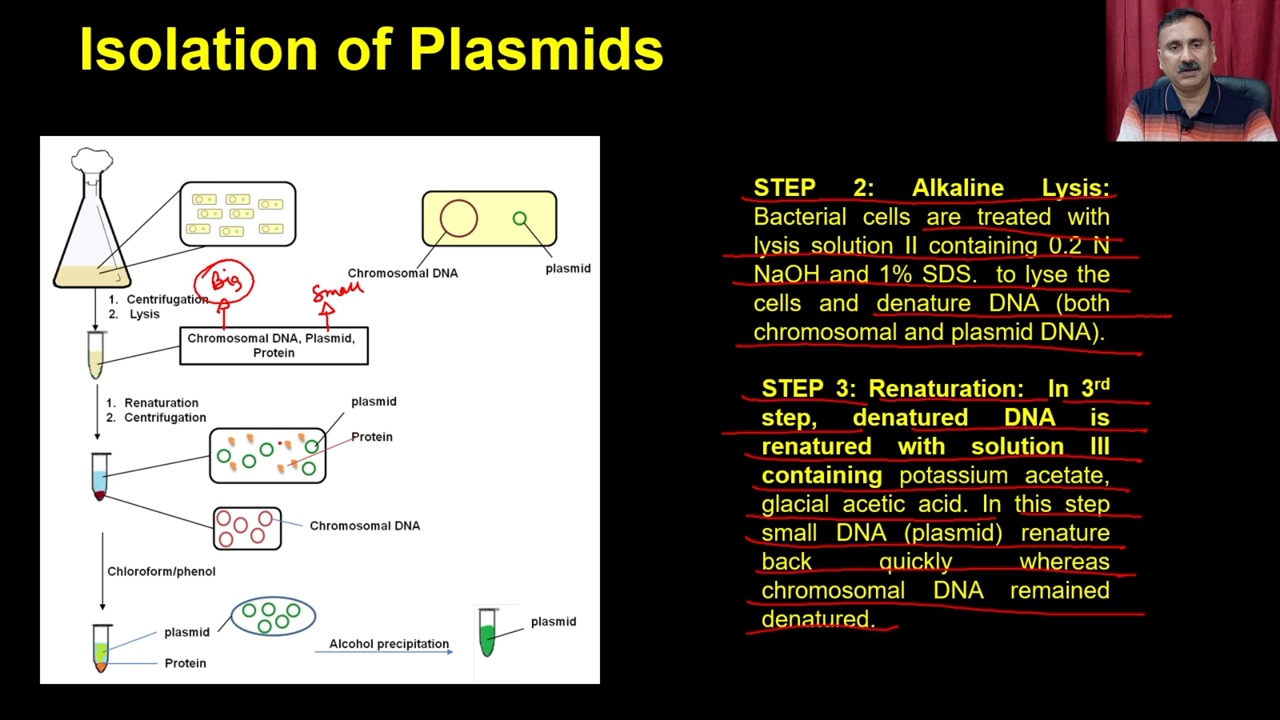 Isolation of Plasmids
Chromosomal DNA
plasmid
Big
Small
1. Centrifugation
2. Lysis
Chromosomal DNA, Plasmid,
Protein
1. Renaturation
2. Centrifugation
plasmid
Protein
Chromosomal DNA
Chloroform/phenol
plasmid
Protein
Alcohol precipitation
plasmid
STEP 2: Alkaline Lysis:
Bacterial cells are treated with
lysis solution II containing 0.2 N
NaOH and 1% SDS. to lyse the
cells and denature DNA (both
chromosomal and plasmid DNA).
STEP 3: Renaturation: In 3rd
step, denatured DNA is
renatured with solution III
containing potassium acetate,
glacial acetic acid. In this step
small DNA (plasmid) renature
back quickly whereas
chromosomal DNA remained
denatured.